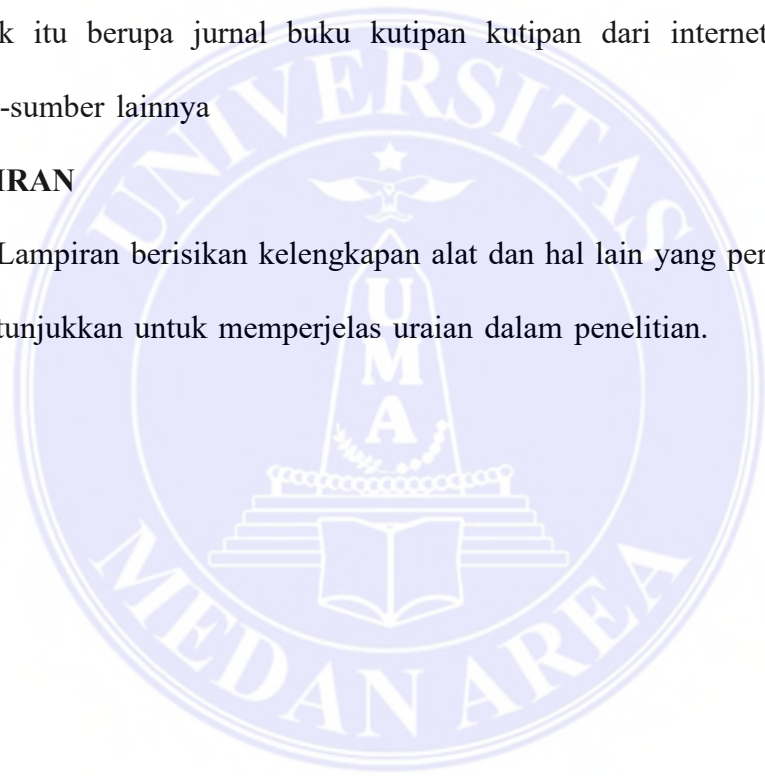 k itu berupa jurnal buku kutipan kutipan dari internet
-sumber lainnya
IRAN
Lampiran berisikan kelengkapan alat dan hal lain yang per
tunjukkan untuk memperjelas uraian dalam penelitian.
UNIVERSITAS
UMA
MEDAN AREA